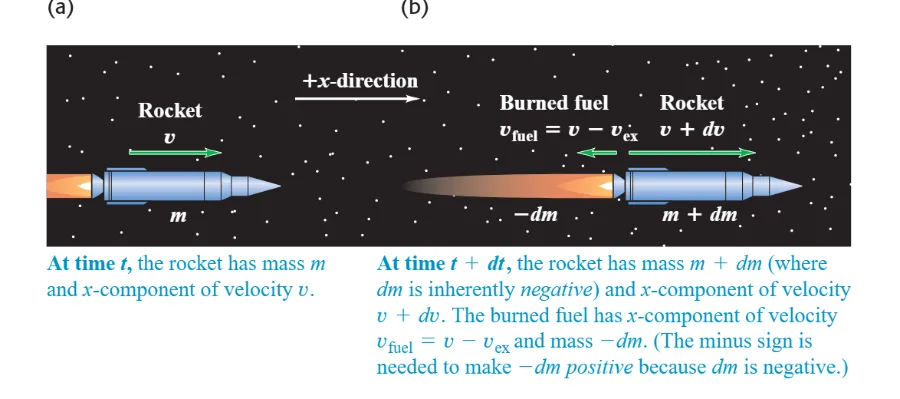 (a)
(b)
+x-direction
Rocket
v
m
Burned fuel
v_fuel = v − v_ex
Rocket
v + dv
−dm
m + dm
At time t, the rocket has mass m
and x-component of velocity v.
At time t + dt, the rocket has mass m + dm (where
dm is inherently negative) and x-component of velocity
v + dv. The burned fuel has x-component of velocity
v_fuel = v − v_ex and mass −dm. (The minus sign is
needed to make −dm positive because dm is negative.)